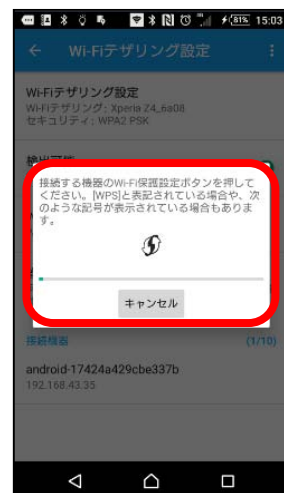 81% 15:03
Wi-Fiテザリング設定
Wi-Fiテザリング設定
Wi-Fiテザリング: Xperia Z4_6a08
セキュリティ: WPA2 PSK
接続する機器のWi-Fi保護設定ボタンを押して
ください。[WPS]と表記されている場合や、次
のような記号が表示されている場合もありま
す。
キャンセル
接続機器 (1/10)
android-17424a429cbe337b
192.168.43.35